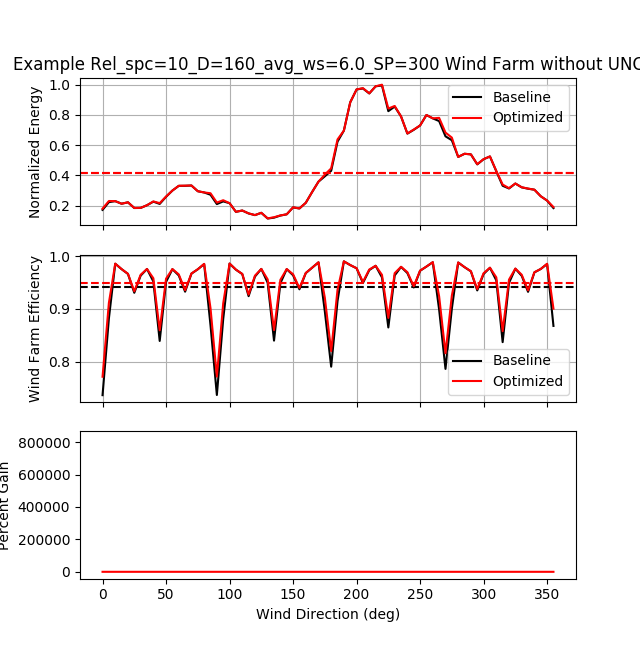 Example Rel_spc=10_D=160_avg_ws=6.0_SP=300 Wind Farm without UNC
1.0
0.8
0.6
0.4
0.2
Normalized Energy
Baseline
Optimized
1.0
0.9
0.8
Wind Farm Efficiency
Baseline
Optimized
800000
600000
400000
200000
0
Percent Gain
0 50 100 150 200 250 300 350
Wind Direction (deg)